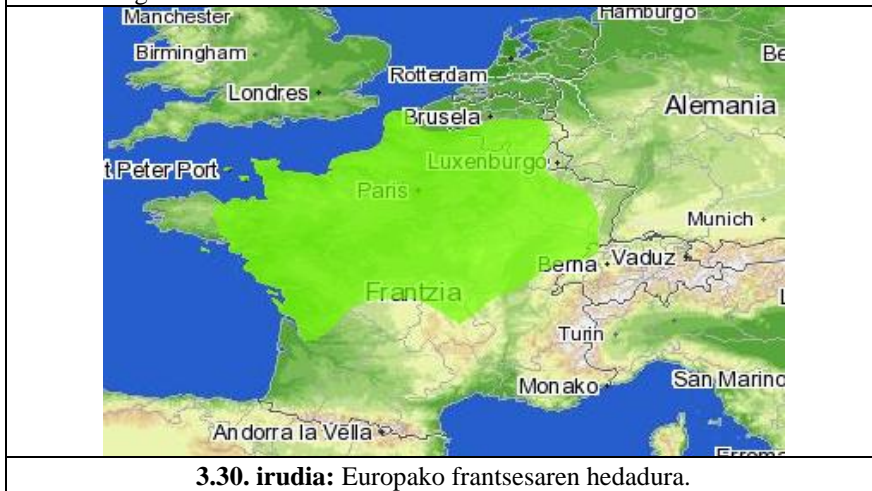 Manchester
Hamburgo
Birmingham
Rotterdam
Londres
Alemania
Brusela
t Peter Port
Luxenburgo
Paris
Munich
Berna
Vaduz
Frantzia
Turin
Monako
San Marino
Andorra la Vella
3.30. irudia: Europako frantsesaren hedadura.